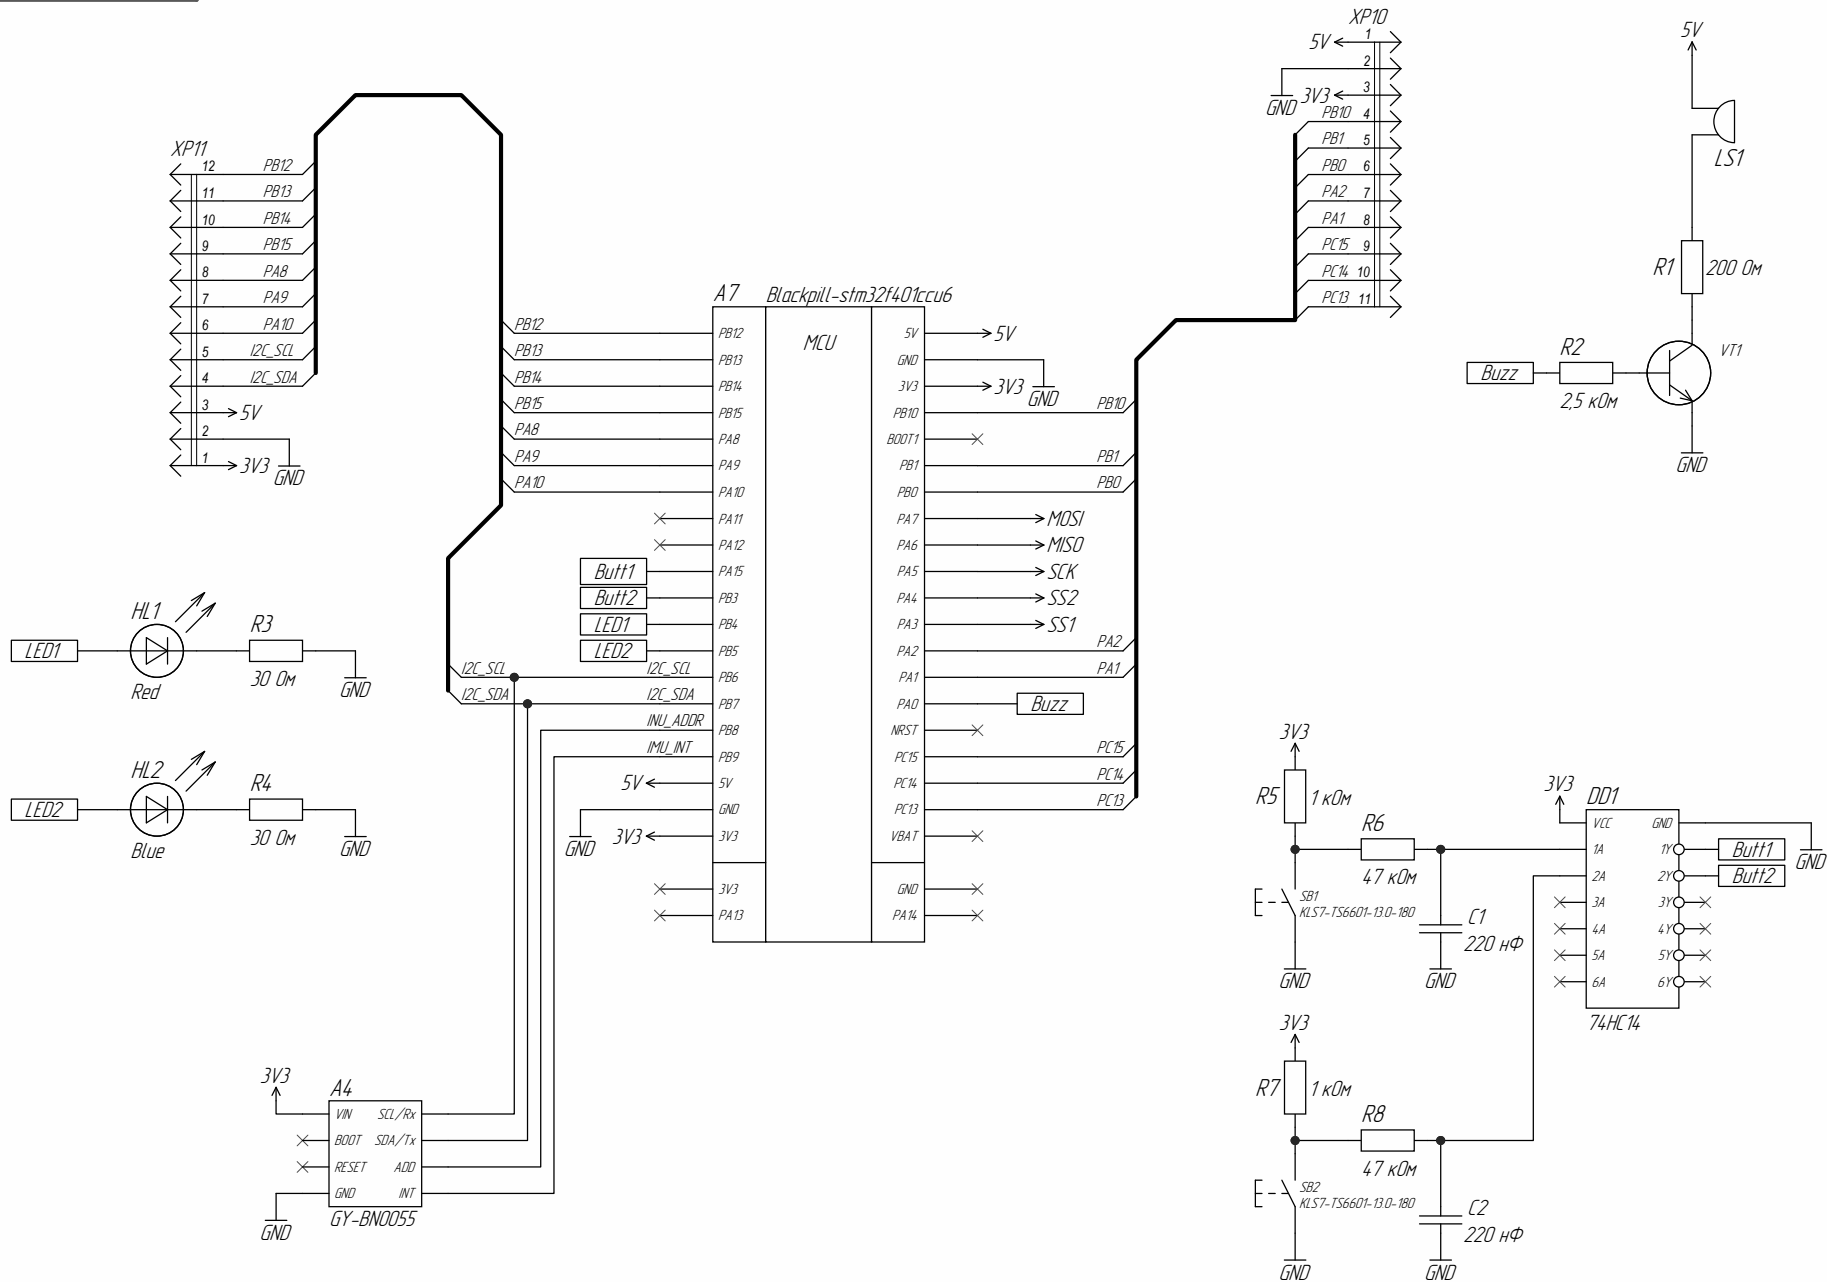 XP11
12 PB12
11 PB13
10 PB14
9 PB15
8 PA8
7 PA9
6 PA10
5 I2C_SCL
4 I2C_SDA
3 5V
2
1 3V3
GND
PB12
PB13
PB14
PB15
PA8
PA9
PA10
A7 Blackpill-stm32f401ccu6
MCU
PB12 5V 5V
PB13 GND
PB14 3V3 3V3 GND
PB15 PB10 PB10
PA8 BOOT1
PA9 PB1 PB1
PA10 PB0 PB0
PA11 PA7 MOSI
PA12 PA6 MISO
Butt1 PA15 PA5 SCK
Butt2 PB3 PA4 SS2
LED1 PB4 PA3 SS1
LED2 PB5 PA2 PA2
I2C_SCL I2C_SCL PB6 PA1 PA1
I2C_SDA I2C_SDA PB7 PA0 Buzz
INU_ADDR PB8 NRST
IMU_INT PB9 PC15 PC15
5V 5V PC14 PC14
GND PC13 PC13
GND 3V3 3V3 VBAT
3V3 GND
PA13 PA14
XP10
5V 1
2
GND 3V3 3
PB10 4
PB1 5
PB0 6
PA2 7
PA1 8
PC15 9
PC14 10
PC13 11
5V
LS1
R1 200 Ом
Buzz R2 VT1
2,5 кОм
GND
LED1 HL1 R3
Red 30 Ом GND
LED2 HL2 R4
Blue 30 Ом GND
3V3 A4
VIN SCL/Rx
BOOT SDA/Tx
RESET ADD
GND INT
GND GY-BNO055
3V3
R5 1 кОм
R6
47 кОм
SB1
KLS7-TS6601-13.0-180
C1
220 нФ
GND GND
3V3 DD1
VCC GND
1A 1Y Butt1 GND
2A 2Y Butt2
3A 3Y
4A 4Y
5A 5Y
6A 6Y
74HC14
3V3
R7 1 кОм
R8
47 кОм
SB2
KLS7-TS6601-13.0-180
C2
220 нФ
GND GND